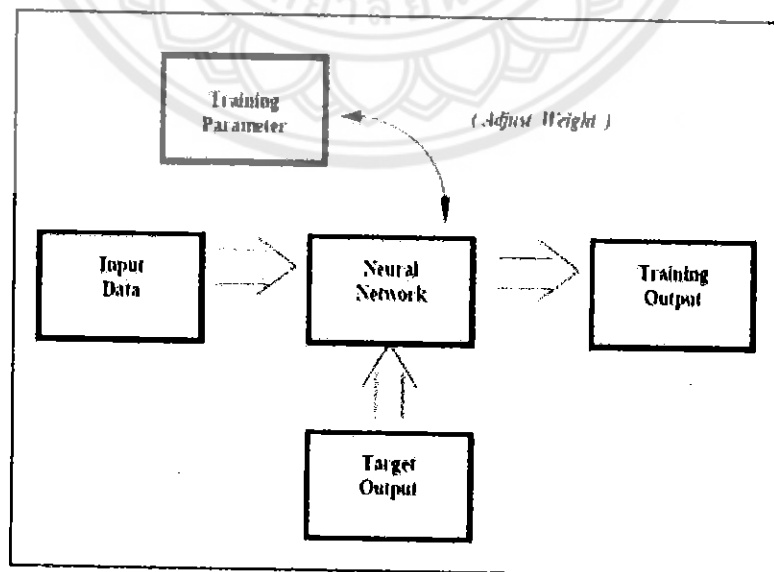 Training
Parameter
( Adjust Weight )
Input
Data
Neural
Network
Training
Output
Target
Output